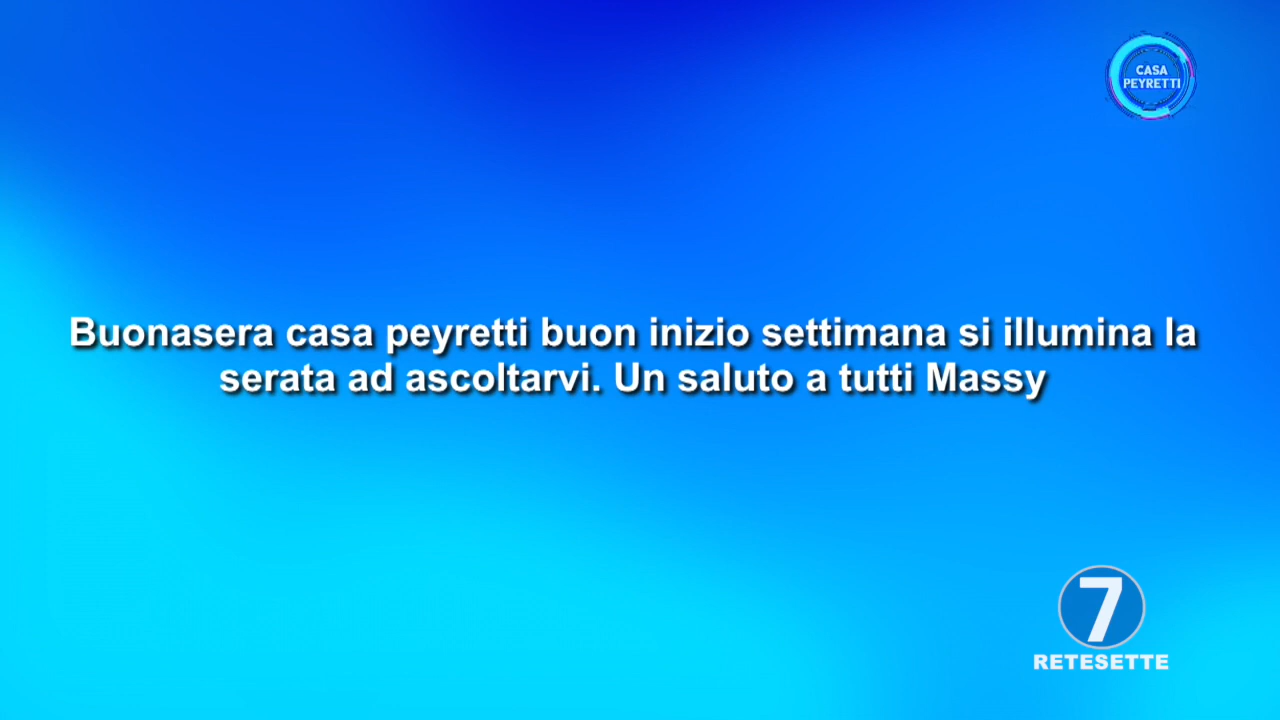 CASA
PEYRETTI
Buonasera casa peyretti buon inizio settimana si illumina la
serata ad ascoltarvi. Un saluto a tutti Massy
7
RETESETTE